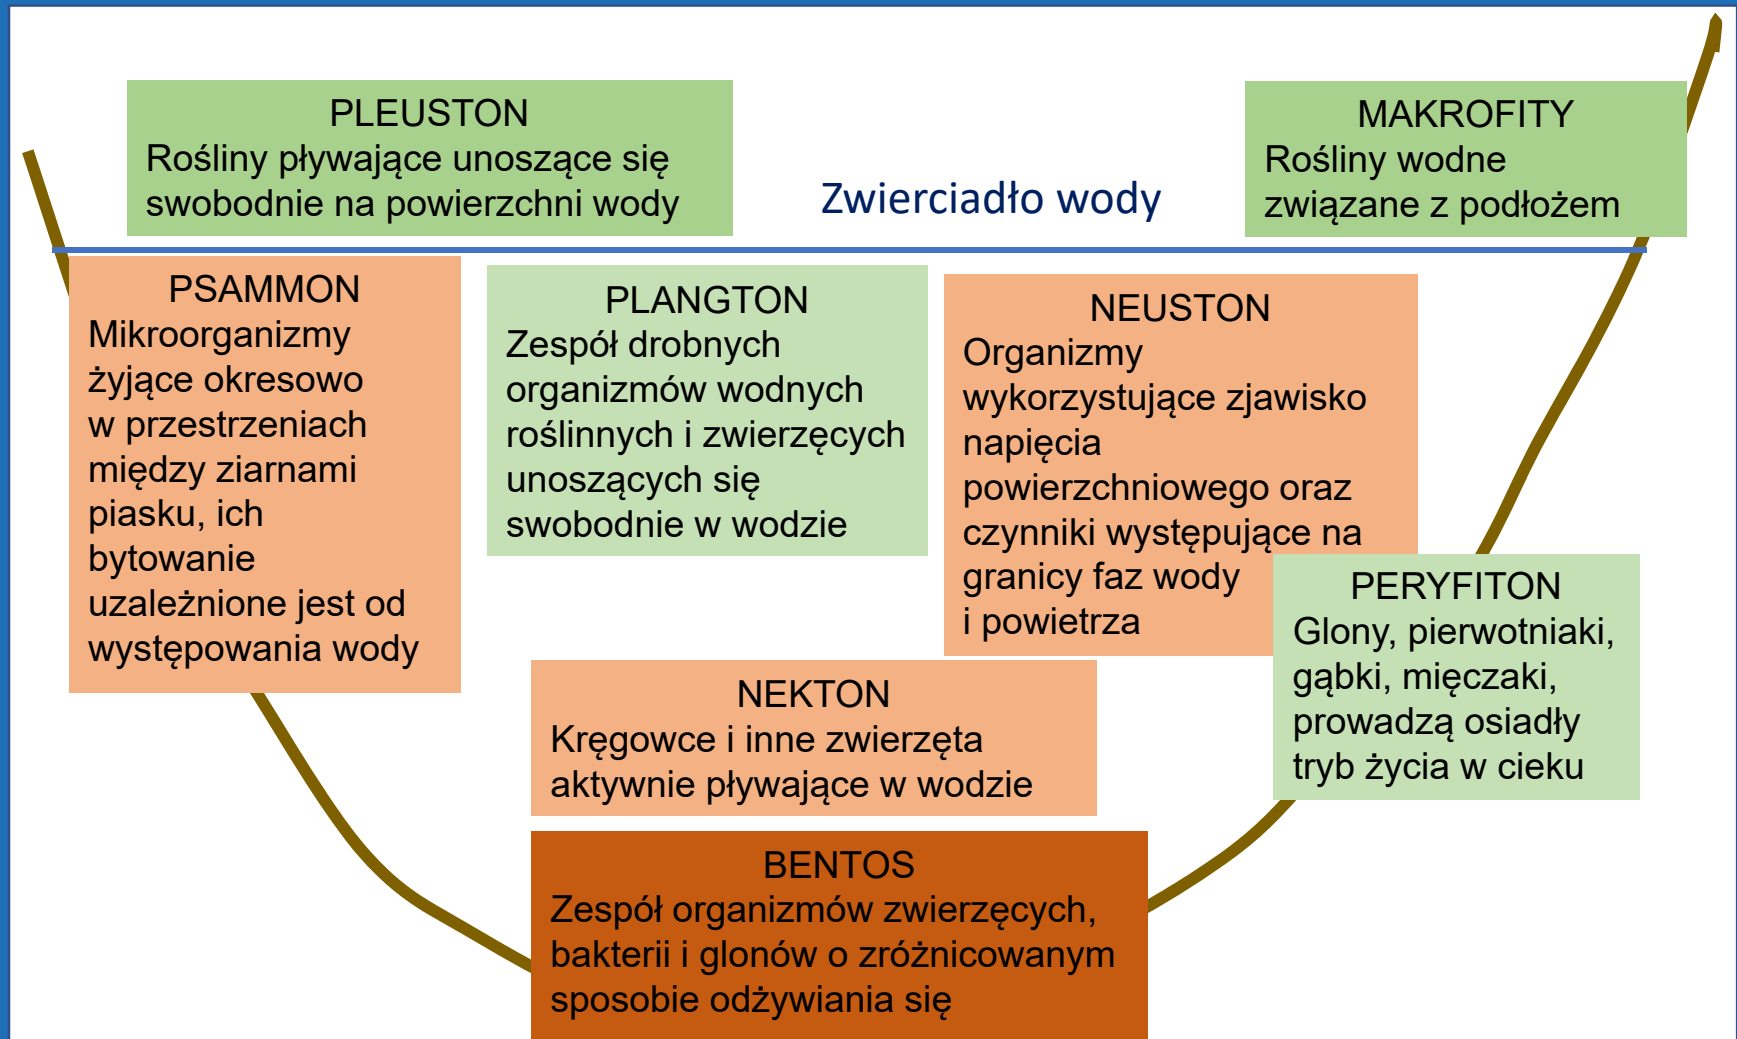 PLEUSTON
Rośliny pływające unoszące się
swobodnie na powierzchni wody
Zwierciadło wody
MAKROFITY
Rośliny wodne
związane z podłożem
PSAMMON
Mikroorganizmy
żyjące okresowo
w przestrzeniach
między ziarnami
piasku, ich
bytowanie
uzależnione jest od
występowania wody
PLANGTON
Zespół drobnych
organizmów wodnych
roślinnych i zwierzęcych
unoszących się
swobodnie w wodzie
NEUSTON
Organizmy
wykorzystujące zjawisko
napięcia
powierzchniowego oraz
czynniki występujące na
granicy faz wody
i powietrza
PERYFITON
Glony, pierwotniaki,
gąbki, mięczaki,
prowadzą osiadły
tryb życia w cieku
NEKTON
Kręgowce i inne zwierzęta
aktywnie pływające w wodzie
BENTOS
Zespół organizmów zwierzęcych,
bakterii i glonów o zróżnicowanym
sposobie odżywiania się